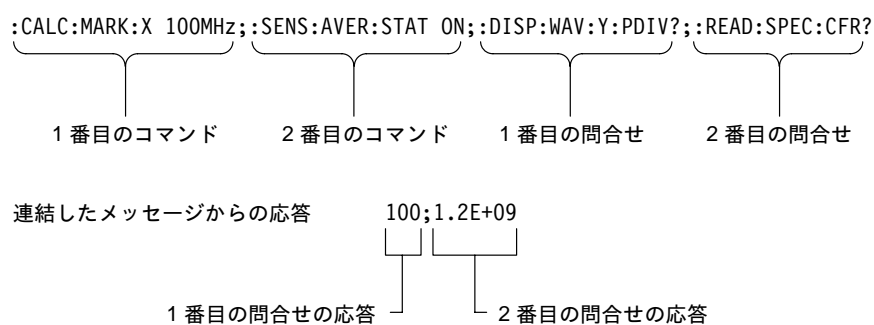 :CALC:MARK:X 100MHz;:SENS:AVER:STAT ON;:DISP:WAV:Y:PDIV?;:READ:SPEC:CFR?
1 番目のコマンド 2 番目のコマンド 1 番目の問合せ 2 番目の問合せ
連結したメッセージからの応答 100;1.2E+09
1 番目の問合せの応答 2 番目の問合せの応答